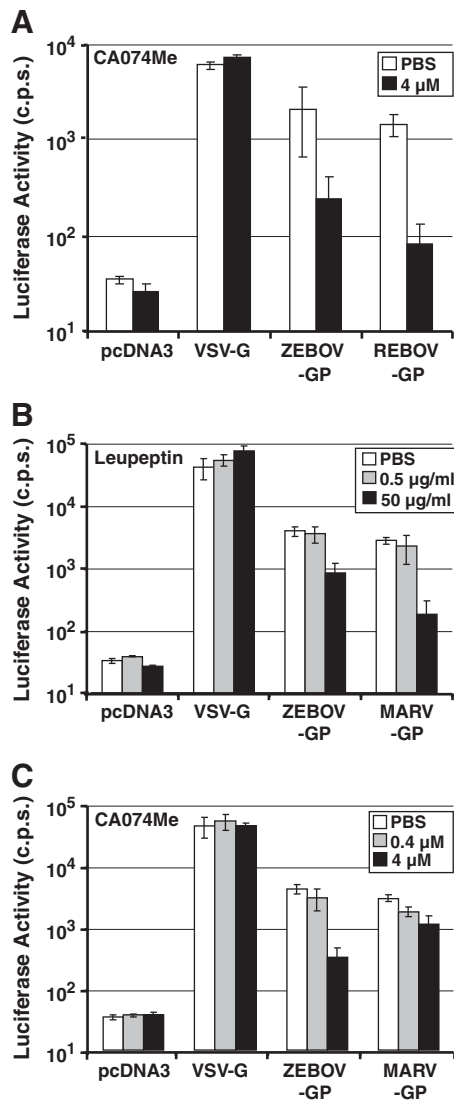 A
CA074Me
PBS
4 µM
Luciferase Activity (c.p.s.)
10^4
10^3
10^2
10^1
pcDNA3 VSV-G ZEBOV REBOV
-GP -GP
B
Leupeptin
PBS
0.5 µg/ml
50 µg/ml
Luciferase Activity (c.p.s.)
10^5
10^4
10^3
10^2
10^1
pcDNA3 VSV-G ZEBOV MARV
-GP -GP
C
CA074Me
PBS
0.4 µM
4 µM
Luciferase Activity (c.p.s.)
10^5
10^4
10^3
10^2
10^1
pcDNA3 VSV-G ZEBOV MARV
-GP -GP